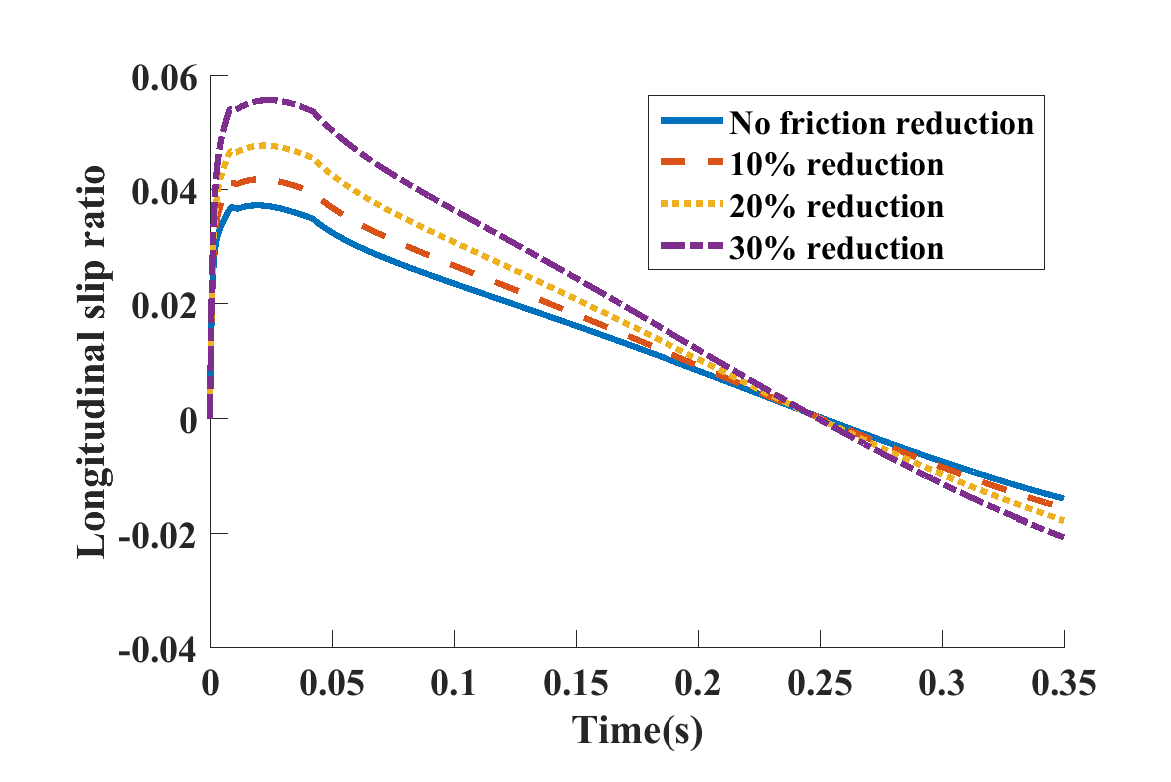 0.06
0.04
0.02
0
-0.02
-0.04
Longitudinal slip ratio
No friction reduction
10% reduction
20% reduction
30% reduction
0 0.05 0.1 0.15 0.2 0.25 0.3 0.35
Time(s)